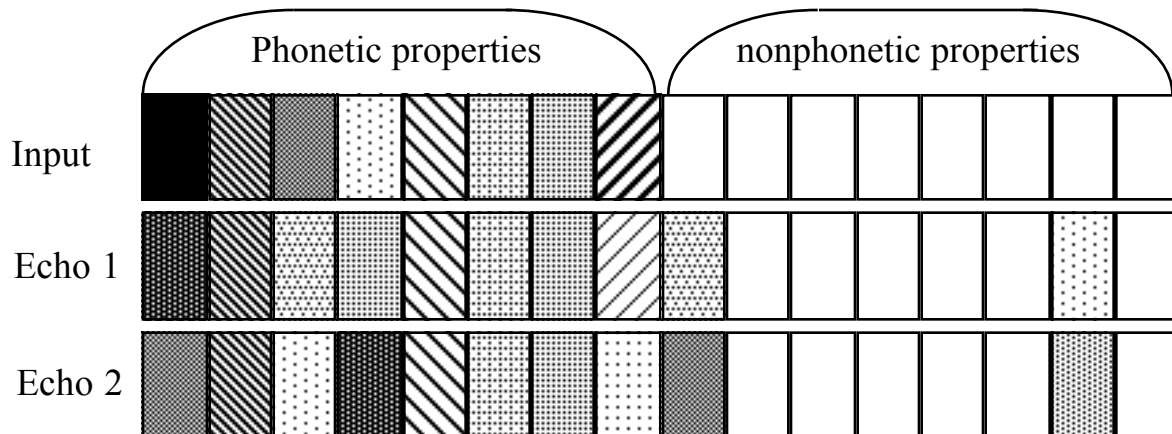 Phonetic properties
nonphonetic properties
Input
Echo 1
Echo 2